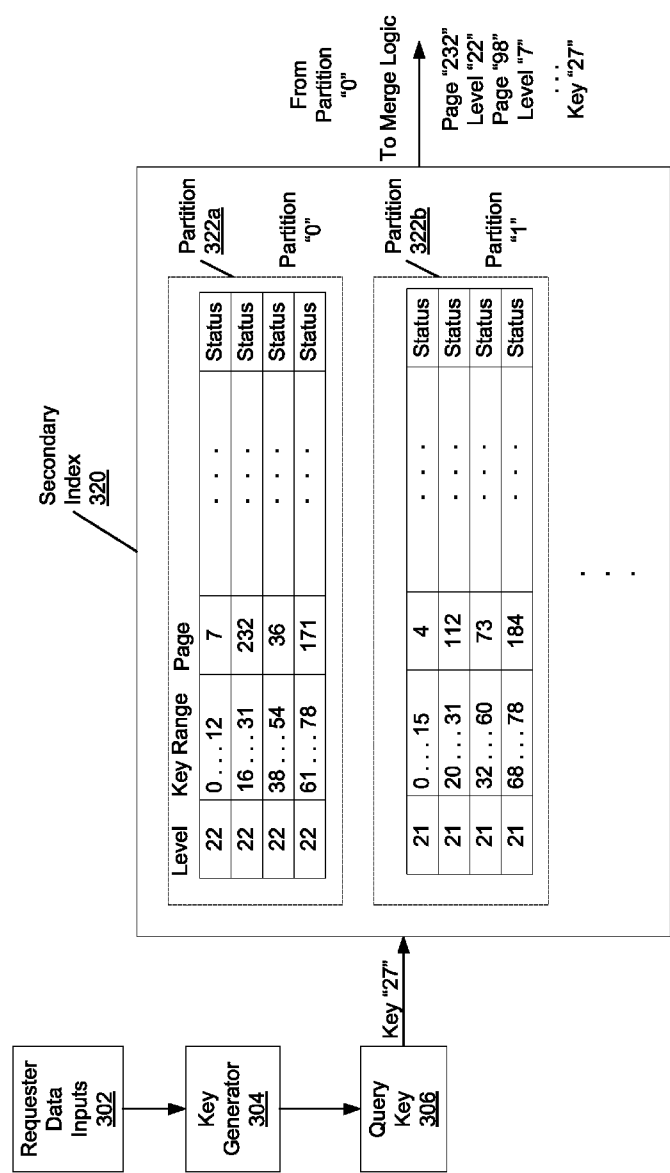 Requester
Data
Inputs
302
Key
Generator
304
Query
Key
306
Key “27”
Secondary
Index
320
Level Key Range Page
22 0 . . . 12 7 . . . Status
22 16 . . . 31 232 . . . Status
22 38 . . . 54 36 . . . Status
22 61 . . . 78 171 . . . Status
Partition
322a
Partition
“0”
21 0 . . . 15 4 . . . Status
21 20 . . . 31 112 . . . Status
21 32 . . . 60 73 . . . Status
21 68 . . . 78 184 . . . Status
Partition
322b
Partition
“1”
. . .
From
Partition
“0”
To Merge Logic
Page “232”
Level “22”
Page “98”
Level “7”
. . .
Key “27”